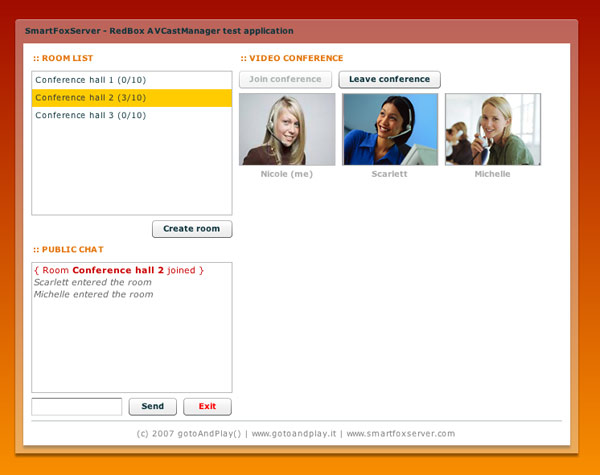 SmartFoxServer - RedBox AVCastManager test application
:: ROOM LIST
Conference hall 1 (0/10)
Conference hall 2 (3/10)
Conference hall 3 (0/10)
Create room
:: PUBLIC CHAT
{ Room Conference hall 2 joined }
Scarlett entered the room
Michelle entered the room
Send
Exit
:: VIDEO CONFERENCE
Join conference
Leave conference
Nicole (me)
Scarlett
Michelle
(c) 2007 gotoAndPlay() | www.gotoandplay.it | www.smartfoxserver.com